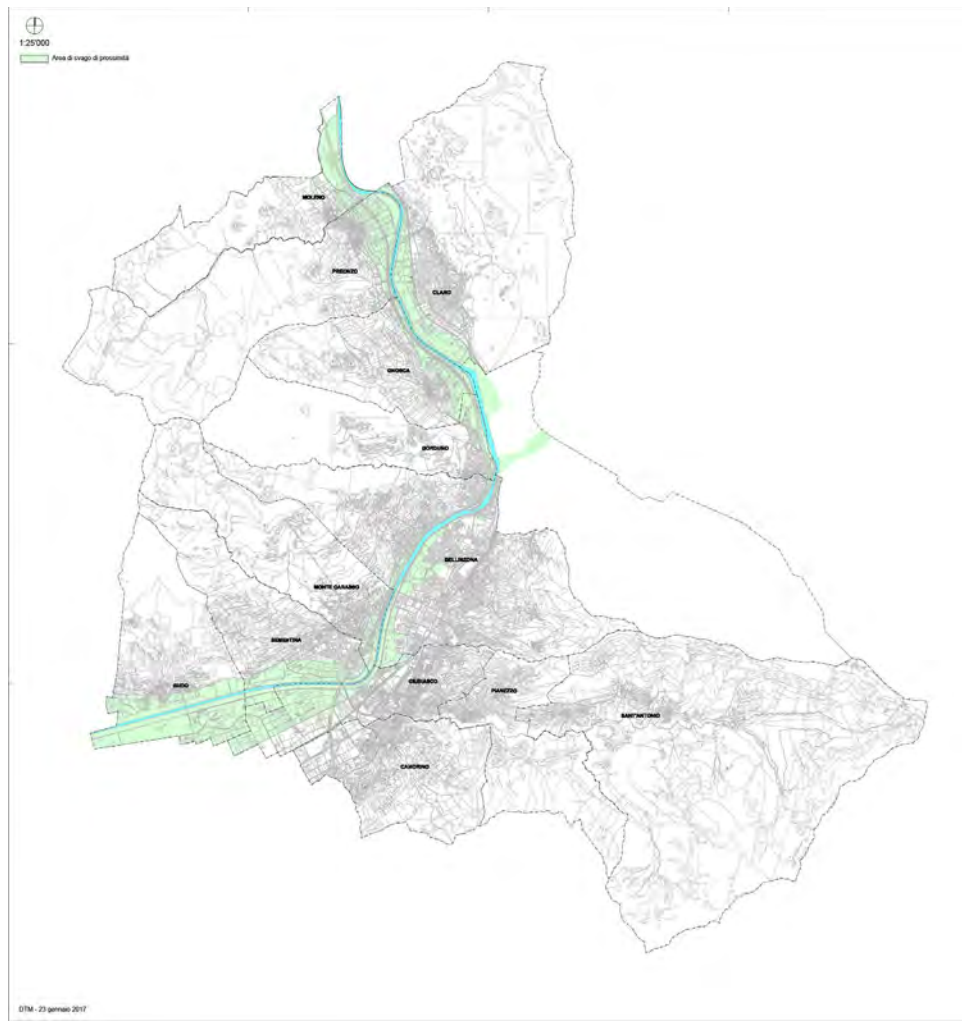 1:25'000
Area di svago di prossimità
MOLENO
PREONZO
CLARO
GNOSCA
GORDUNO
BELLINZONA
MONTE CARASSO
SEMENTINA
GUDO
GIUBIASCO
PIANEZZO
SANT'ANTONIO
CAMORINO
DTM - 23 gennaio 2017